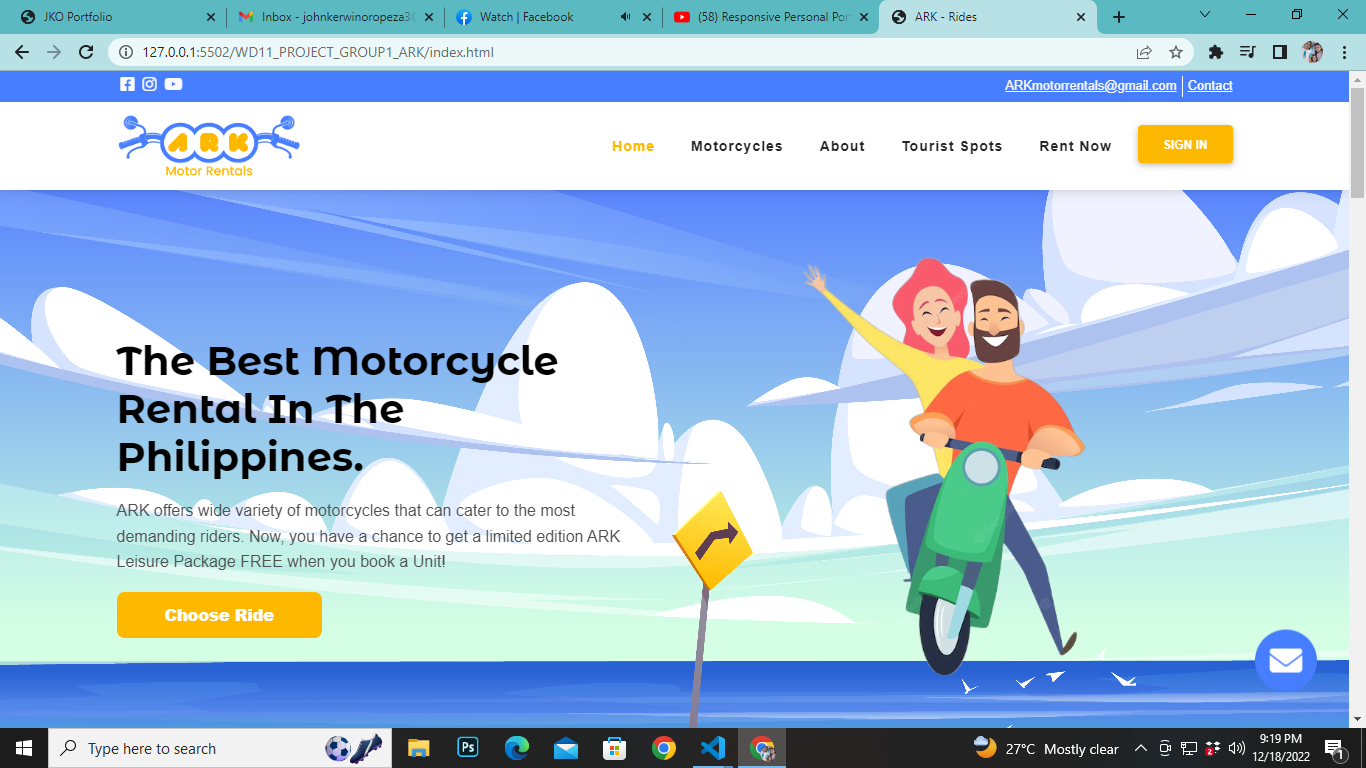 JKO Portfolio
Inbox - johnkerwinoropeza3
Watch | Facebook
(58) Responsive Personal Por
ARK - Rides
127.0.0.1:5502/WD11_PROJECT_GROUP1_ARK/index.html
ARKmotorrentals@gmail.com
Contact
ARK
Motor Rentals
Home
Motorcycles
About
Tourist Spots
Rent Now
SIGN IN
The Best Motorcycle
Rental In The
Philippines.
ARK offers wide variety of motorcycles that can cater to the most
demanding riders. Now, you have a chance to get a limited edition ARK
Leisure Package FREE when you book a Unit!
Choose Ride
Type here to search
Ps
27°C Mostly clear
2
9:19 PM
12/18/2022
1